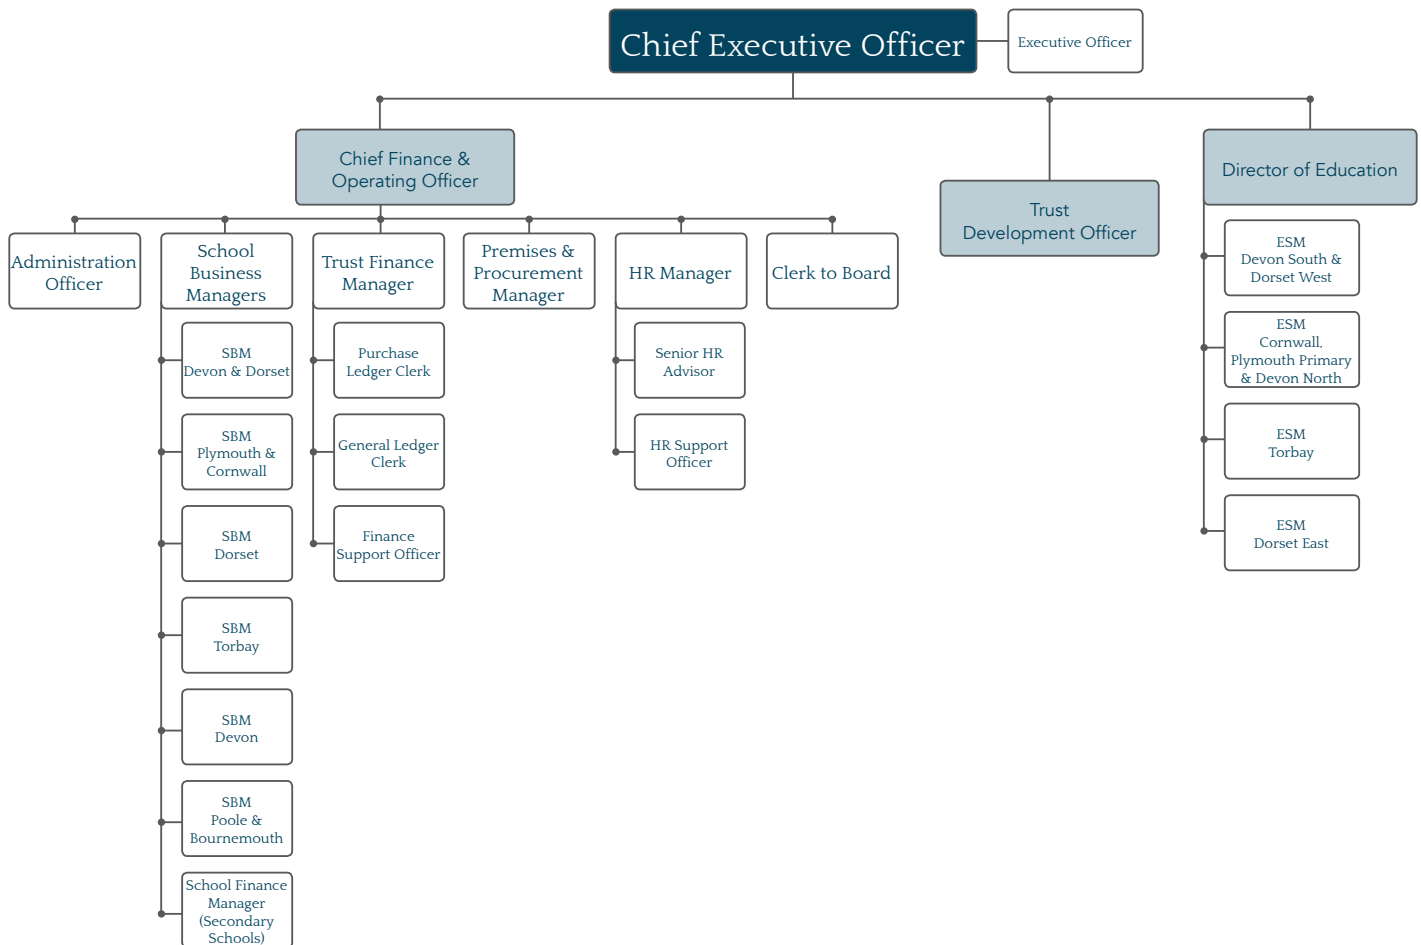 Chief Executive Officer
Executive Officer
Chief Finance &
Operating Officer
Trust
Development Officer
Director of Education
Administration
Officer
School
Business
Managers
Trust Finance
Manager
Premises &
Procurement
Manager
HR Manager
Clerk to Board
SBM
Devon & Dorset
SBM
Plymouth &
Cornwall
SBM
Dorset
SBM
Torbay
SBM
Devon
SBM
Poole &
Bournemouth
School Finance
Manager
(Secondary
Schools)
Purchase
Ledger Clerk
General Ledger
Clerk
Finance
Support Officer
Senior HR
Advisor
HR Support
Officer
ESM
Devon South &
Dorset West
ESM
Cornwall,
Plymouth Primary
& Devon North
ESM
Torbay
ESM
Dorset East